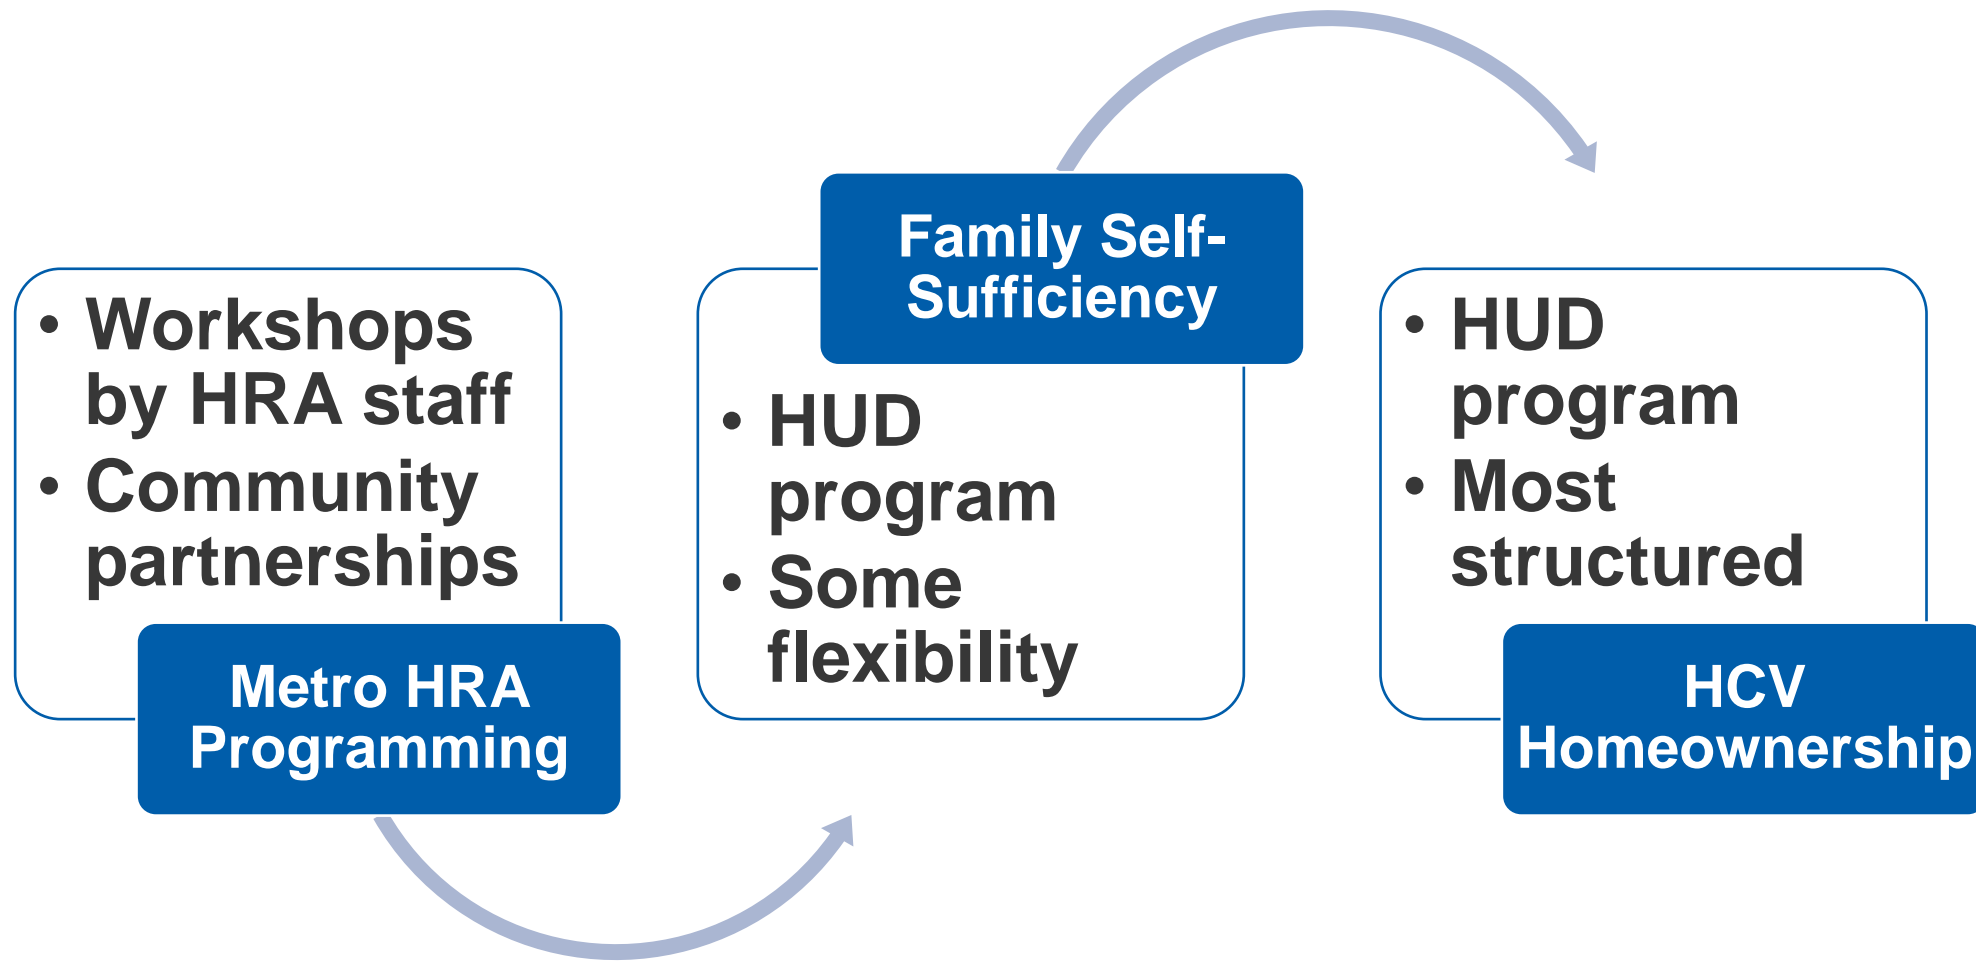 • Workshops
by HRA staff
• Community
partnerships
Metro HRA
Programming
Family Self-
Sufficiency
• HUD
program
• Some
flexibility
• HUD
program
• Most
structured
HCV
Homeownership